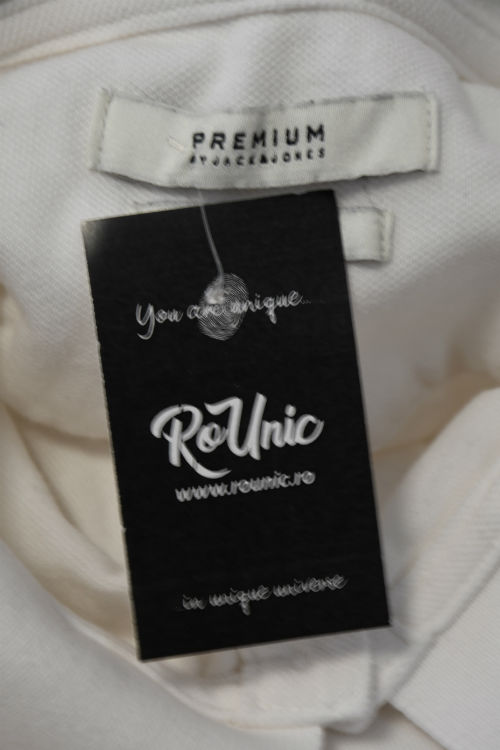 PREMIUM
BY JACK & JONES
You are unique...
RoUnic
www.rounic.ro
in unique universe